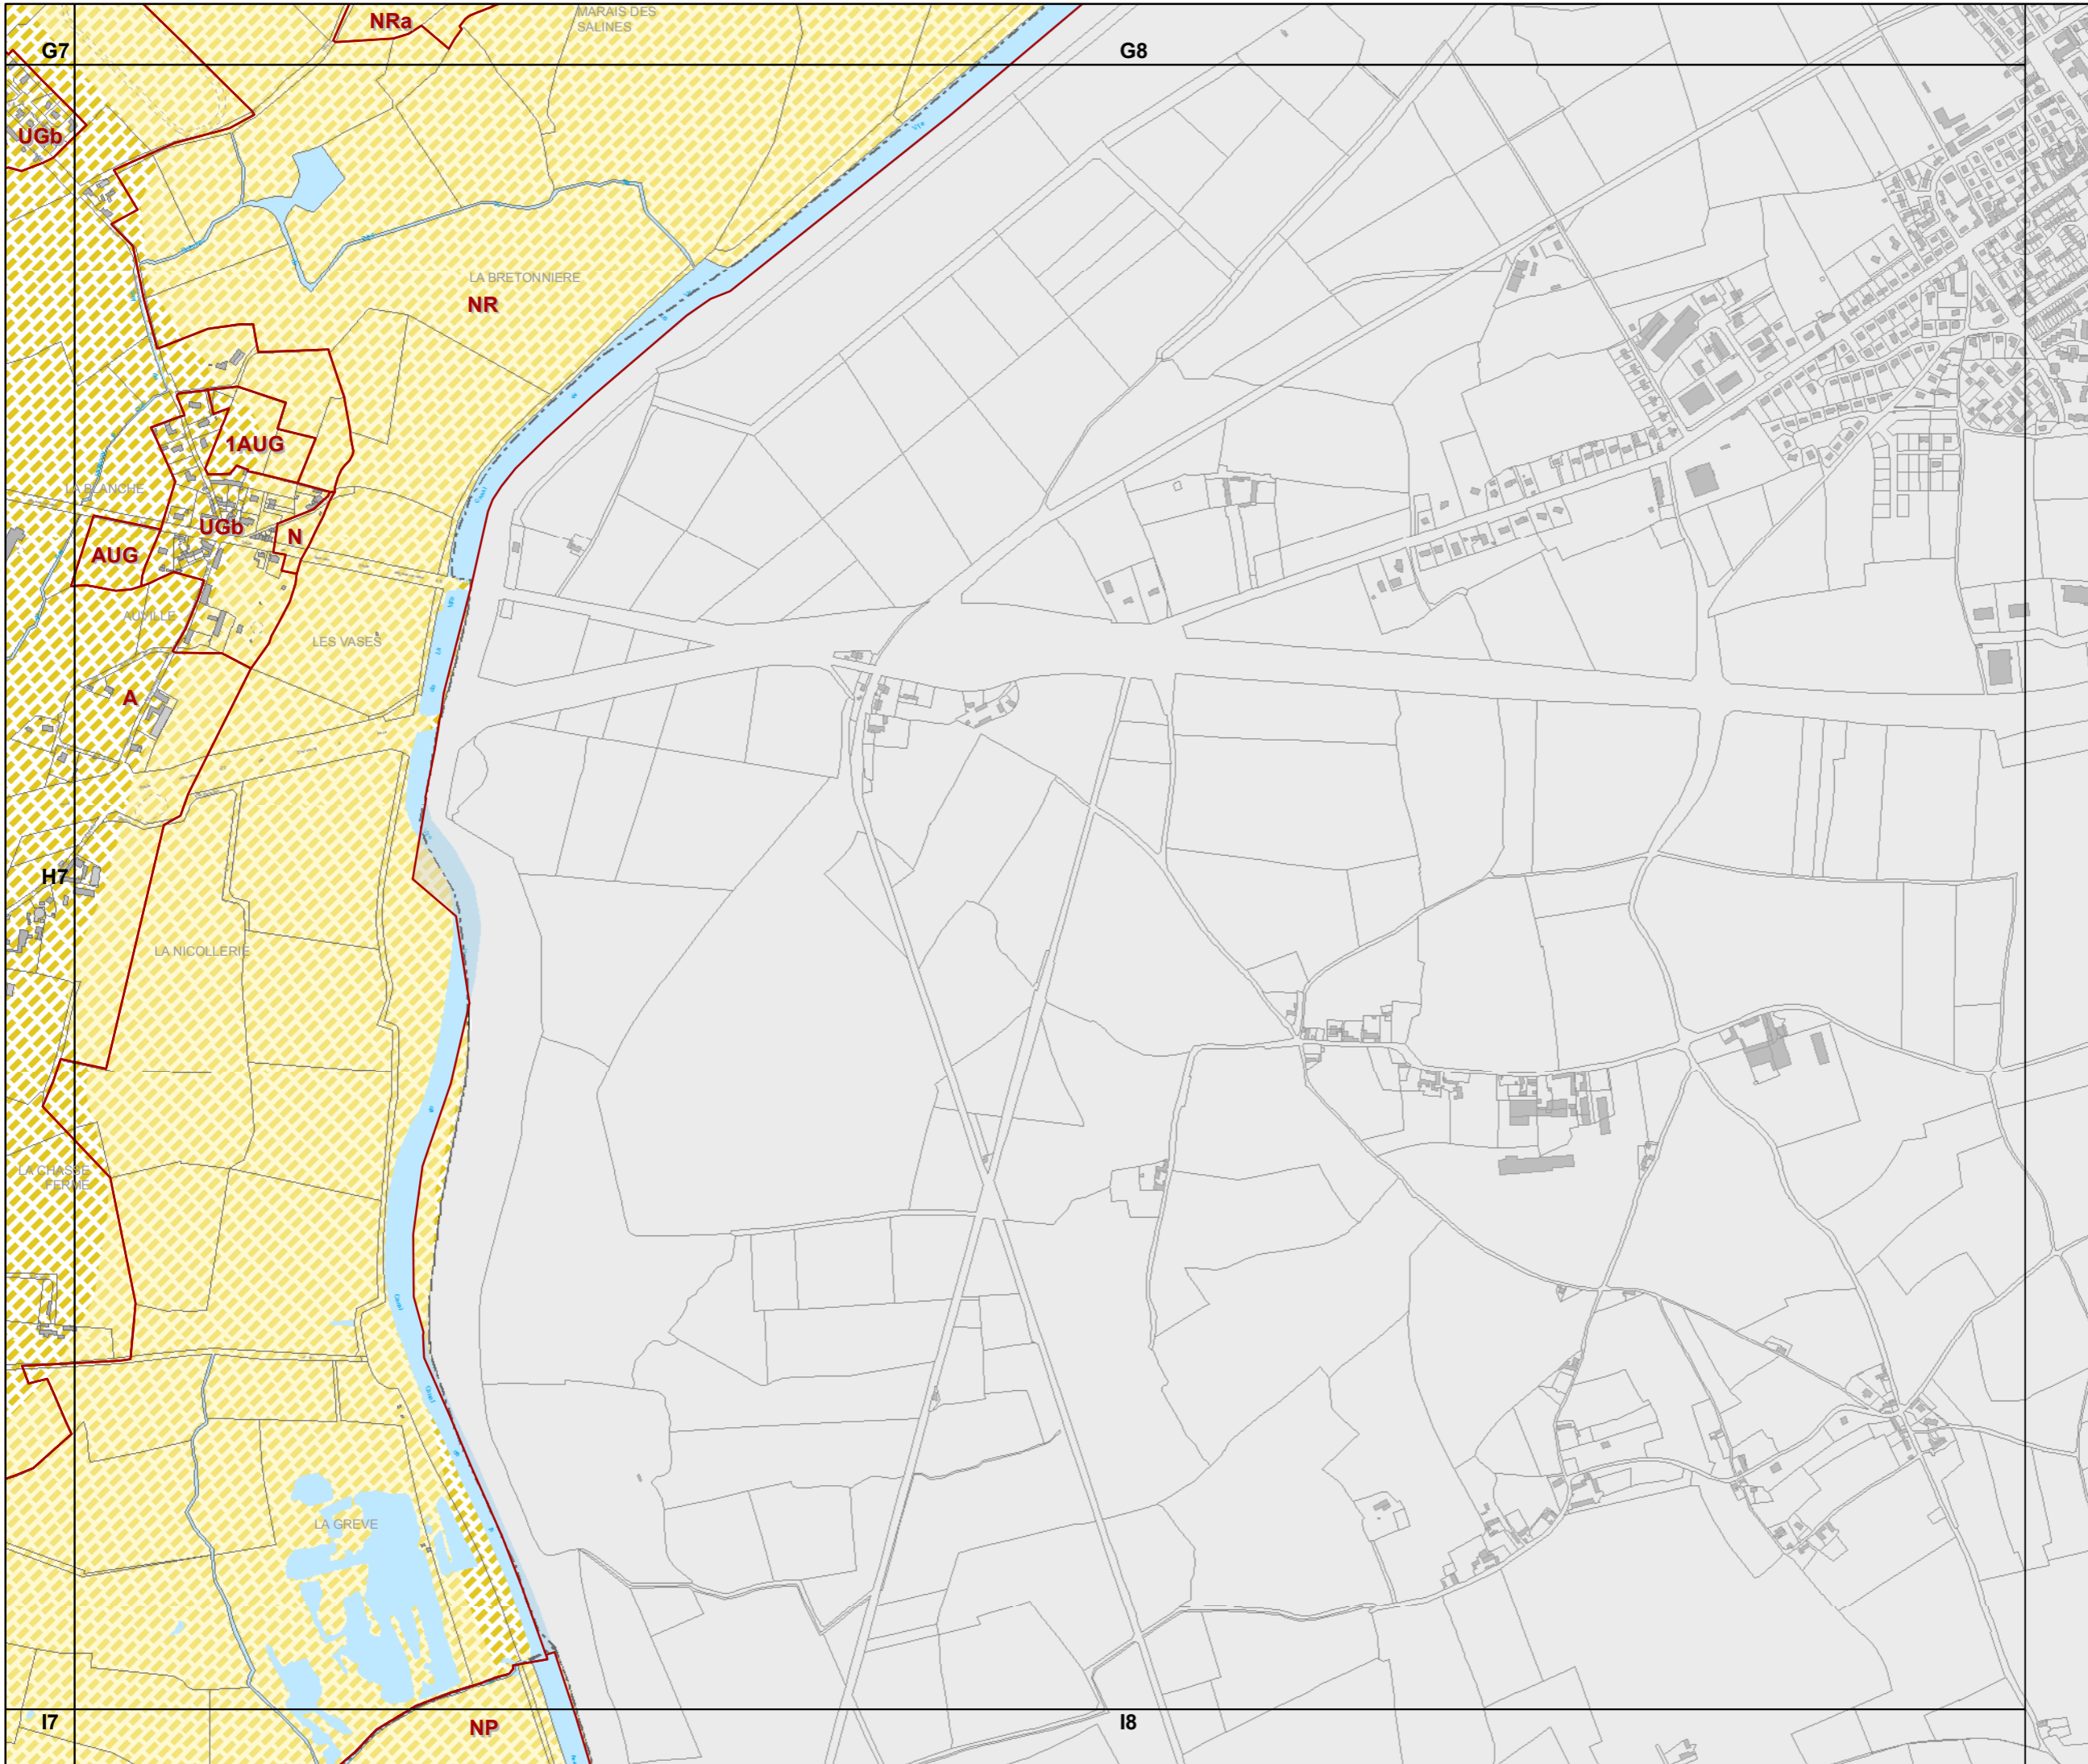 NRa
MARAIS DES
SALINES
G7
G8
UGb
LA BRETONNIERE
NR
1AUG
LA BLANCHE
UGb
N
AUG
AUVILLE
LES VASES
A
H7
LA NICOLLERIE
LA CHASSE
FERME
LA GREVE
I7
NP
I8